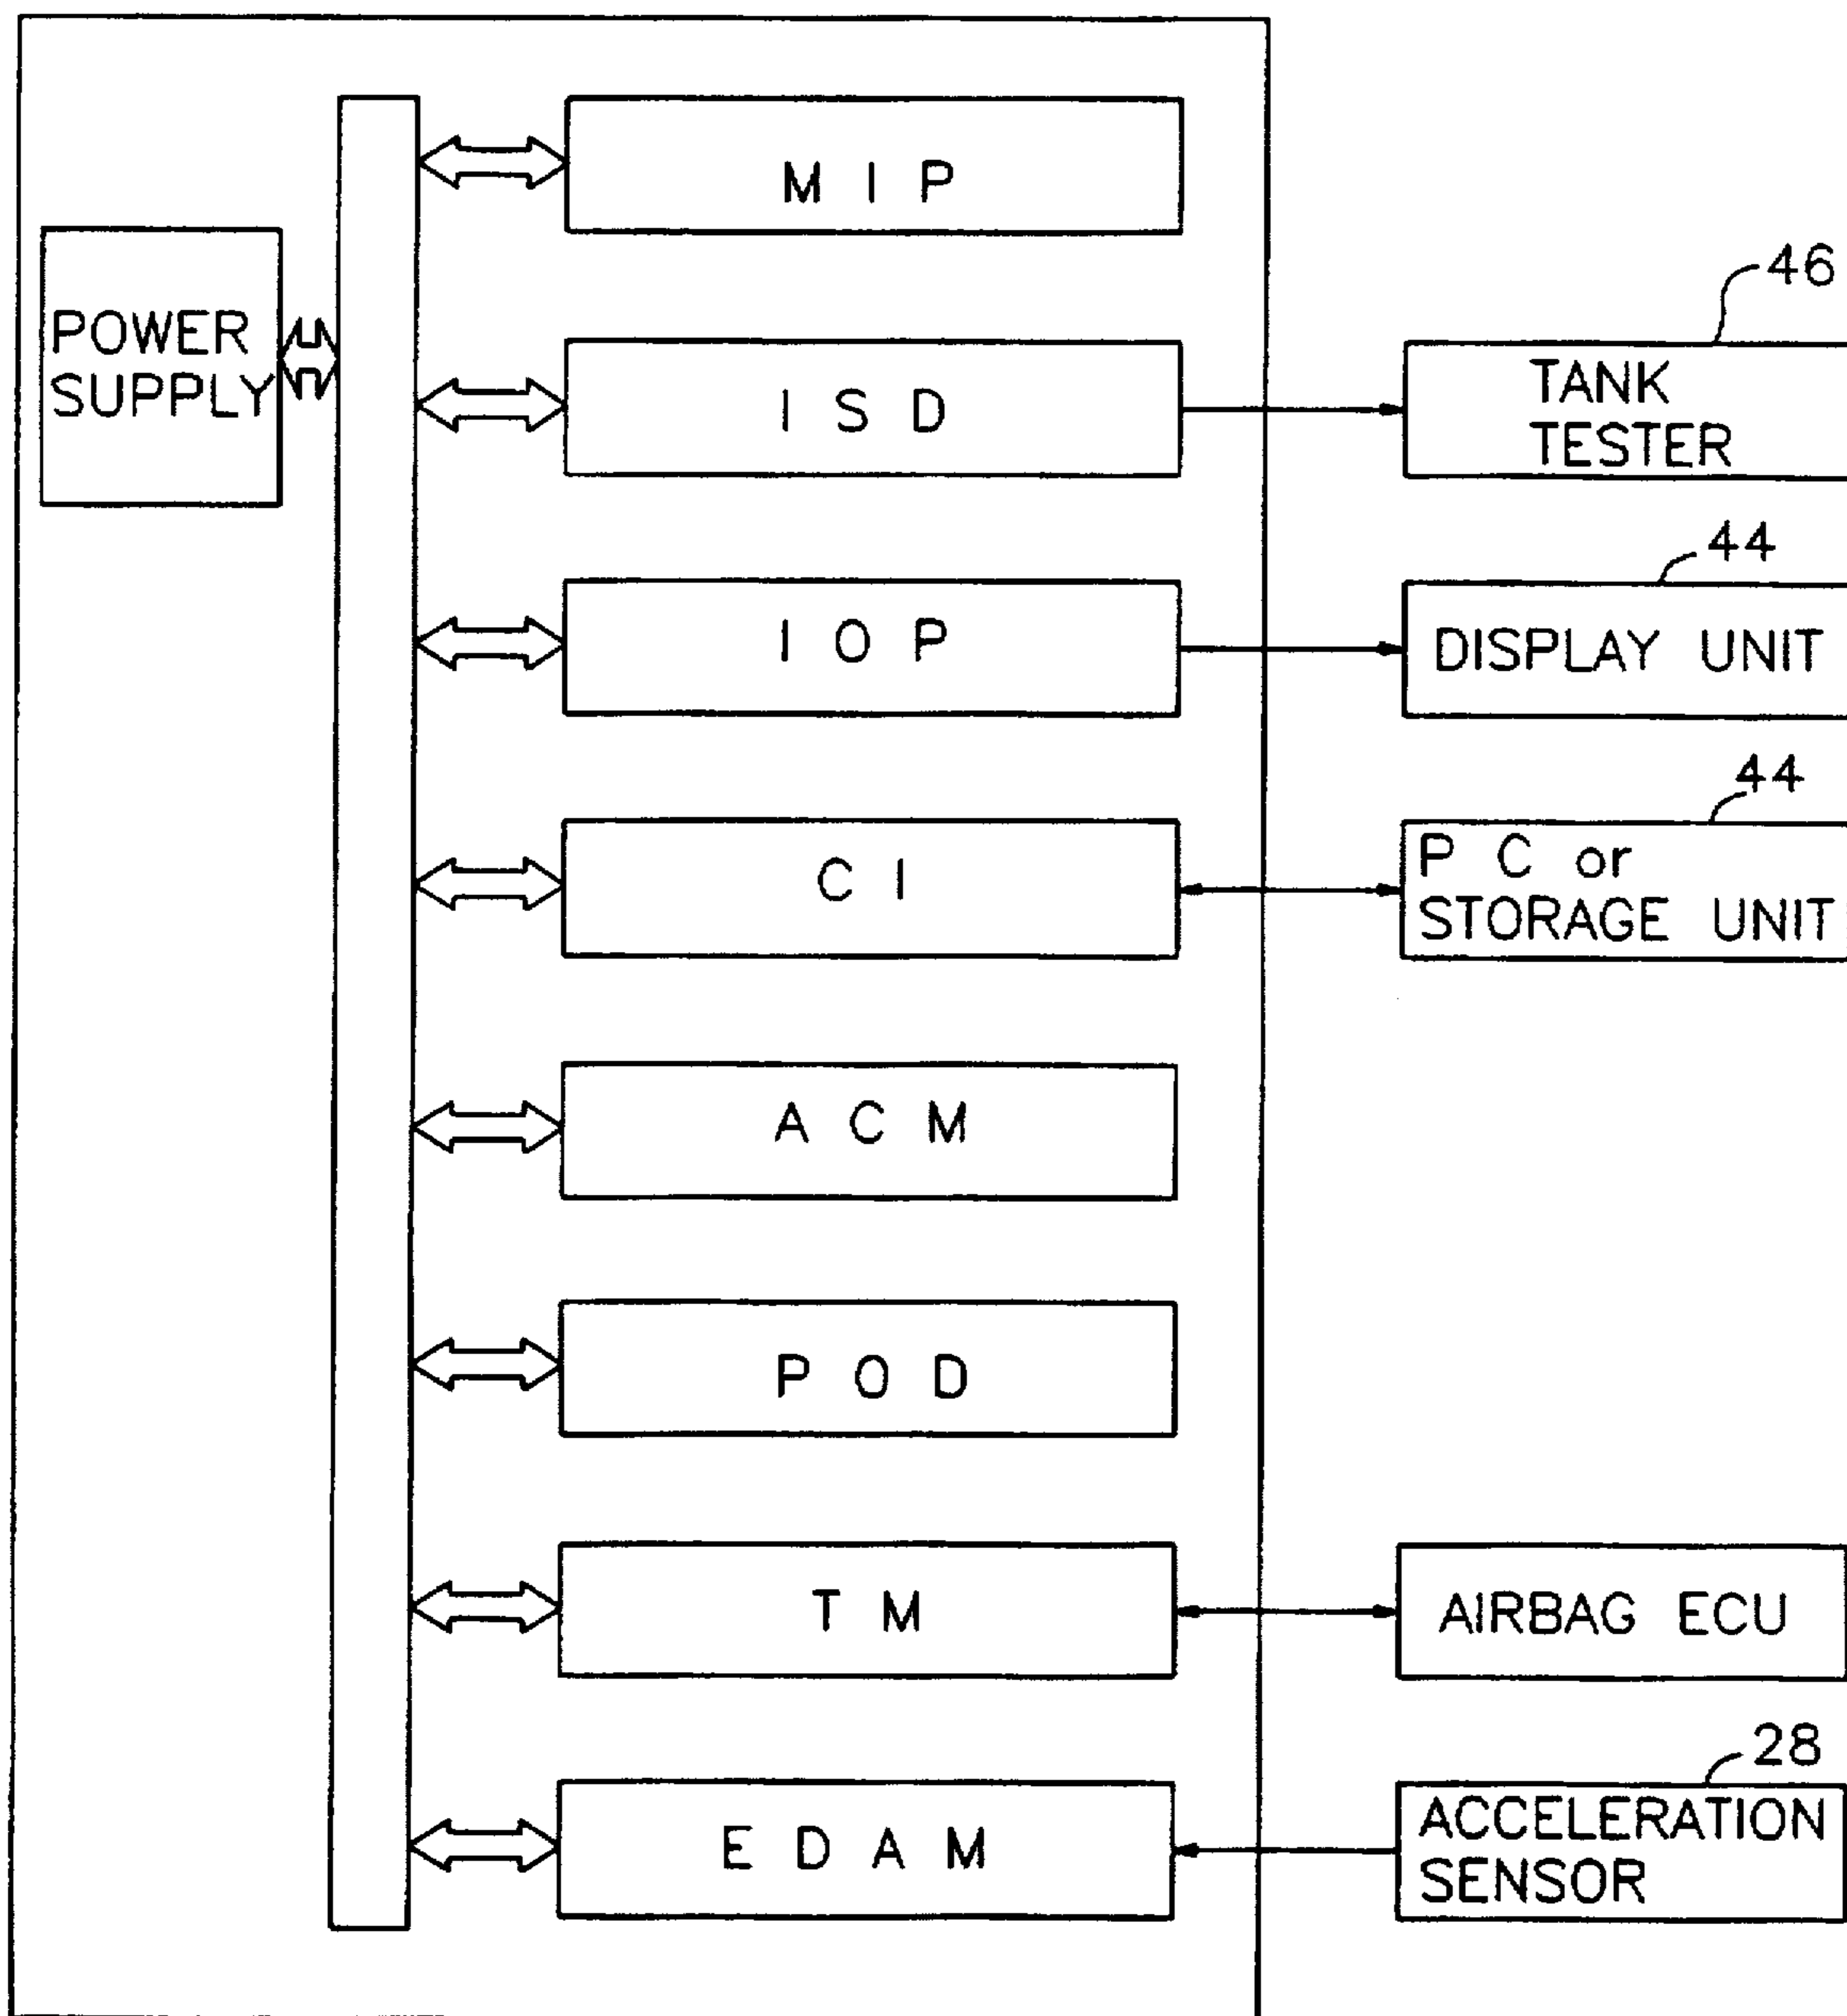 M I P
POWER
SUPPLY
46
I S D
TANK
TESTER
44
I O P
DISPLAY UNIT
44
C I
P C or
STORAGE UNIT
A C M
P O D
T M
AIRBAG ECU
28
E D A M
ACCELERATION
SENSOR